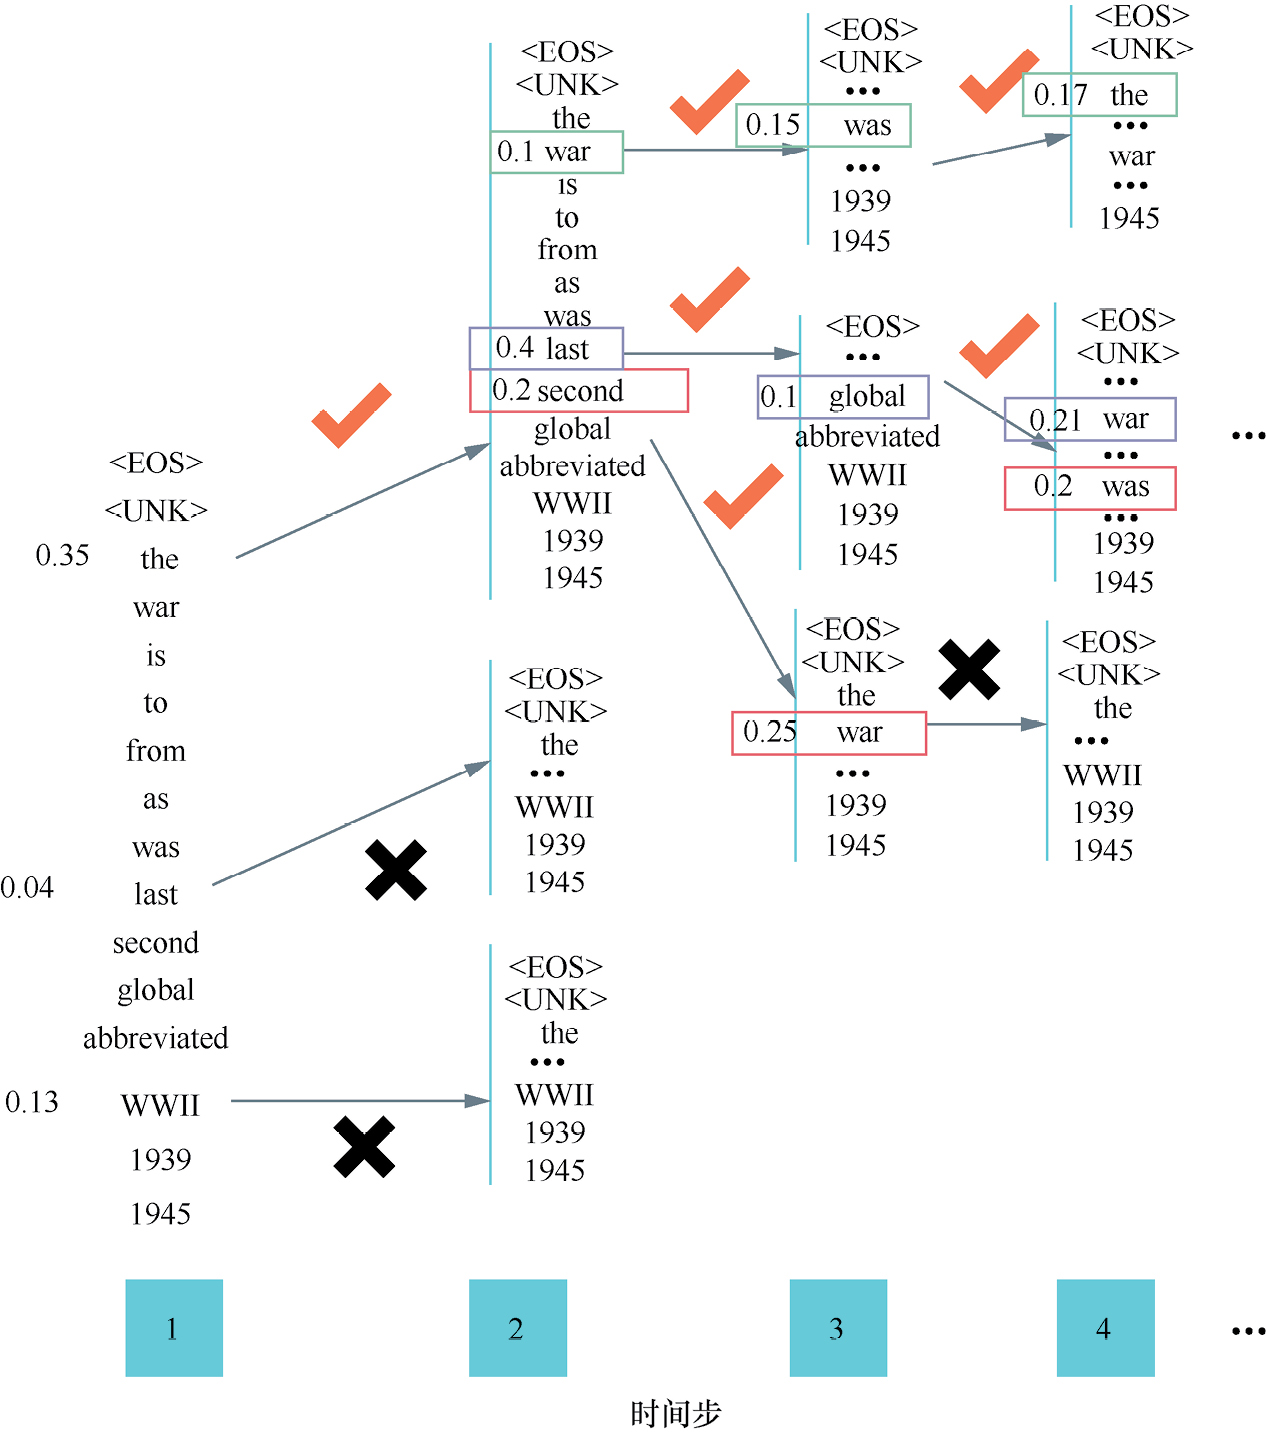 <EOS>
<UNK>
0.35 the
war
is
to
from
as
was
0.04 last
second
global
abbreviated
0.13 WWII
1939
1945
<EOS>
<UNK>
the
0.1 war
is
to
from
as
was
0.4 last
0.2 second
global
abbreviated
WWII
1939
1945
<EOS>
<UNK>
the
•••
WWII
1939
1945
<EOS>
<UNK>
the
•••
WWII
1939
1945
<EOS>
<UNK>
•••
0.15 was
•••
1939
1945
<EOS>
•••
0.1 global
abbreviated
WWII
1939
1945
<EOS>
<UNK>
the
0.25 war
•••
1939
1945
<EOS>
<UNK>
0.17 the
•••
war
•••
1945
<EOS>
<UNK>
•••
0.21 war
•••
0.2 was
•••
1939
1945
<EOS>
<UNK>
the
•••
WWII
1939
1945
•••
1 2 3 4 •••
时间步